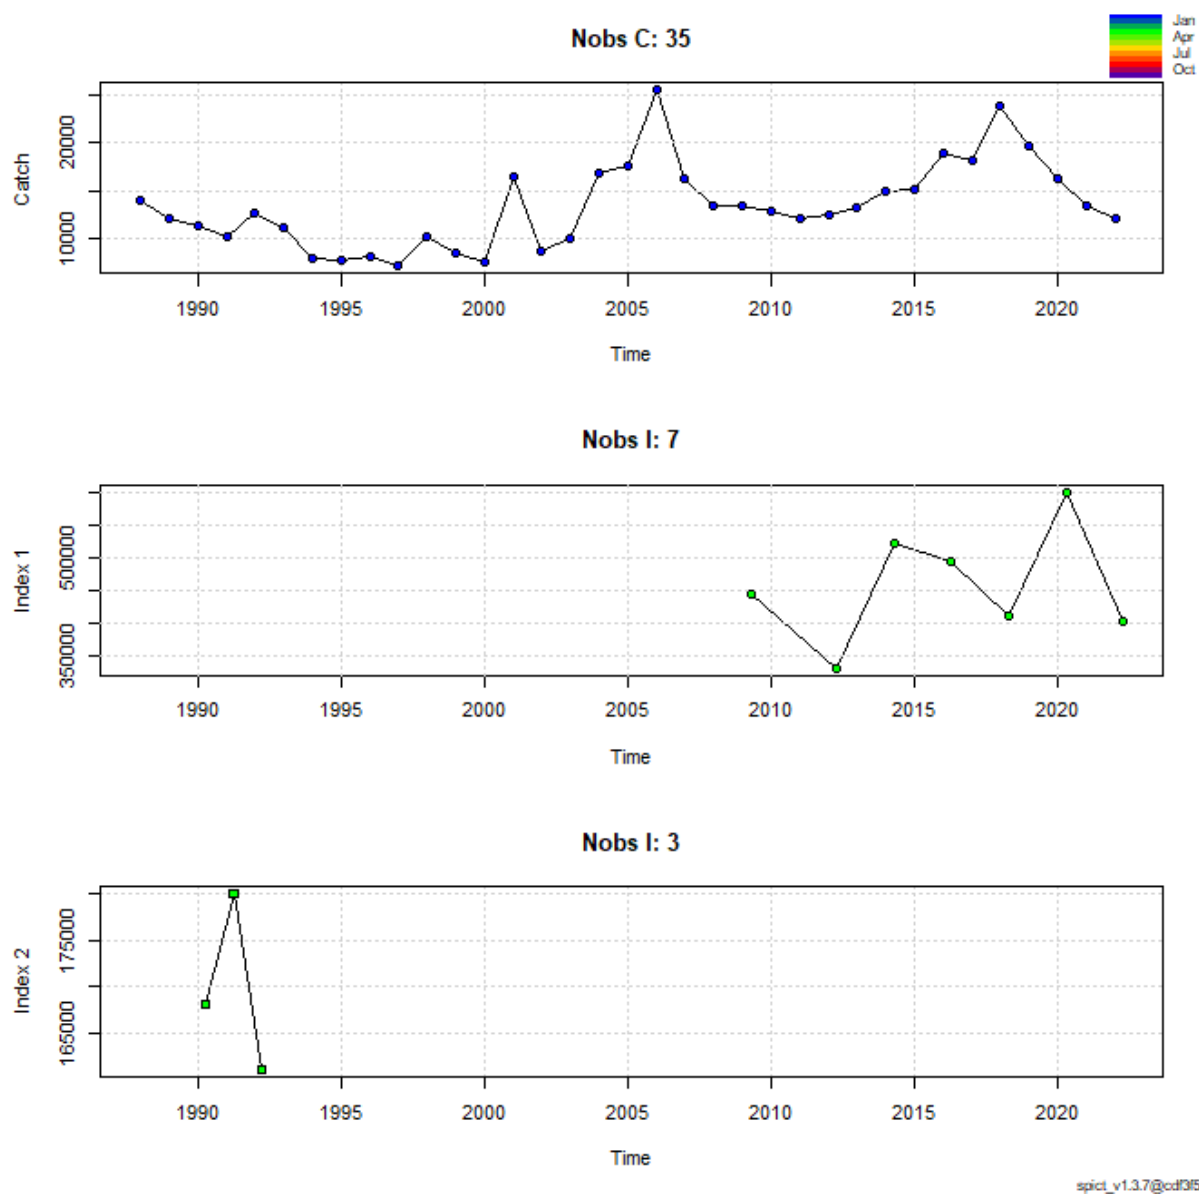 Nobs C: 35
Jan
Apr
Jul
Oct
Catch
10000 20000
1990 1995 2000 2005 2010 2015 2020
Time
Nobs I: 7
Index 1
350000 500000
1990 1995 2000 2005 2010 2015 2020
Time
Nobs I: 3
Index 2
165000 175000
1990 1995 2000 2005 2010 2015 2020
Time
spict_v1.3.7@cdf3f5